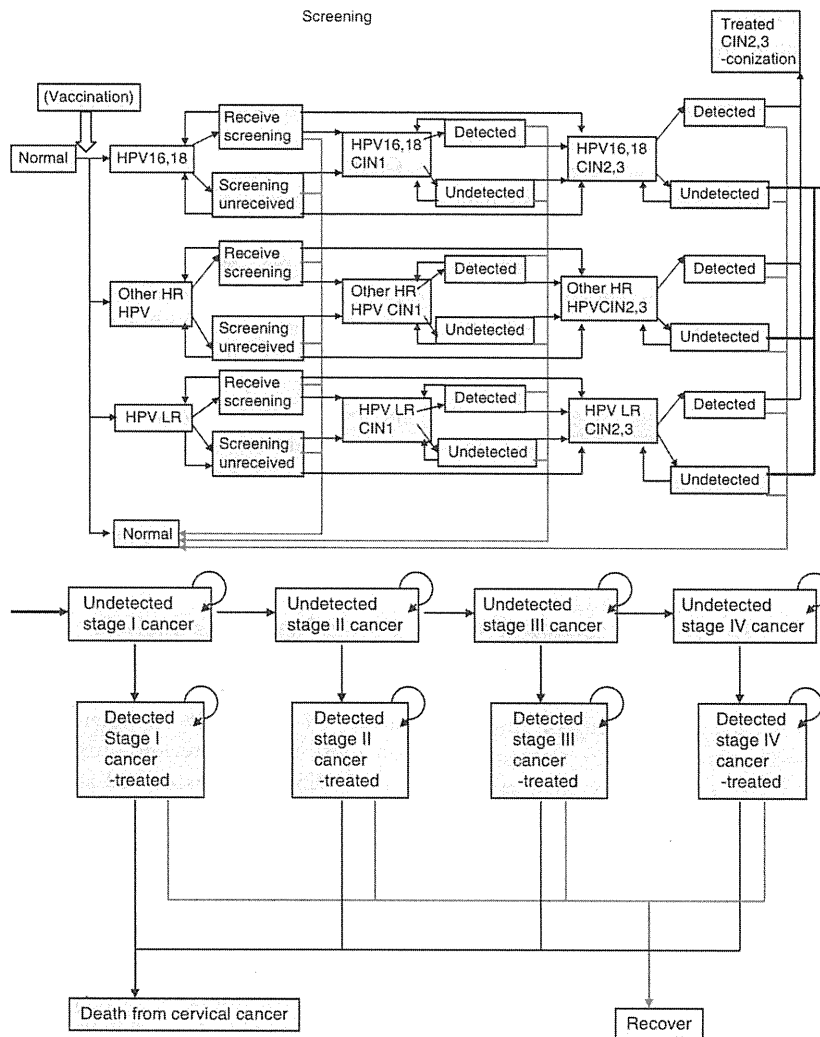 Screening
Treated
CIN2,3
-conization
(Vaccination)
Normal
HPV16,18
Receive
screening
Screening
unreceived
HPV16,18
CIN1
Detected
Undetected
HPV16,18
CIN2,3
Detected
Undetected
Other HR
HPV
Receive
screening
Screening
unreceived
Other HR
HPV CIN1
Detected
Undetected
Other HR
HPVCIN2,3
Detected
Undetected
HPV LR
Receive
screening
Screening
unreceived
HPV LR
CIN1
Detected
Undetected
HPV LR
CIN2,3
Detected
Undetected
Normal
Undetected
stage I cancer
Undetected
stage II cancer
Undetected
stage III cancer
Undetected
stage IV cancer
Detected
Stage I
cancer
-treated
Detected
stage II
cancer
-treated
Detected
stage III
cancer
-treated
Detected
stage IV
cancer
-treated
Death from cervical cancer
Recover